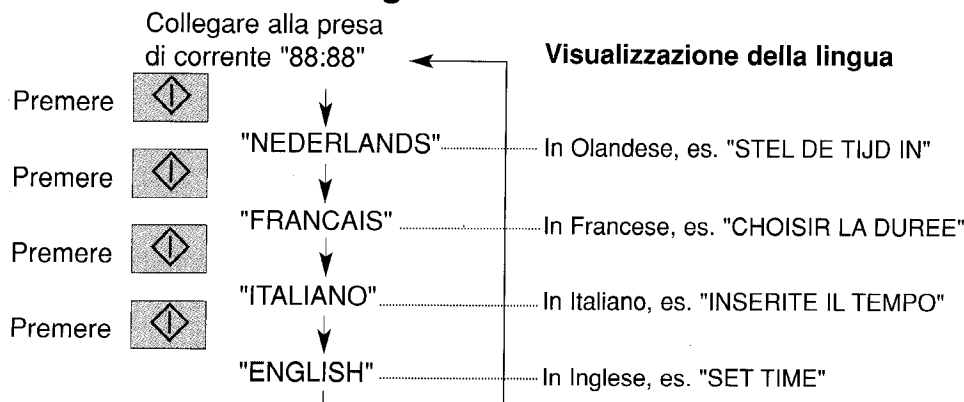 Collegare alla presa
di corrente "88:88"
Visualizzazione della lingua
Premere
"NEDERLANDS"
In Olandese, es. "STEL DE TIJD IN"
Premere
"FRANCAIS"
In Francese, es. "CHOISIR LA DUREE"
Premere
"ITALIANO"
In Italiano, es. "INSERITE IL TEMPO"
Premere
"ENGLISH"
In Inglese, es. "SET TIME"